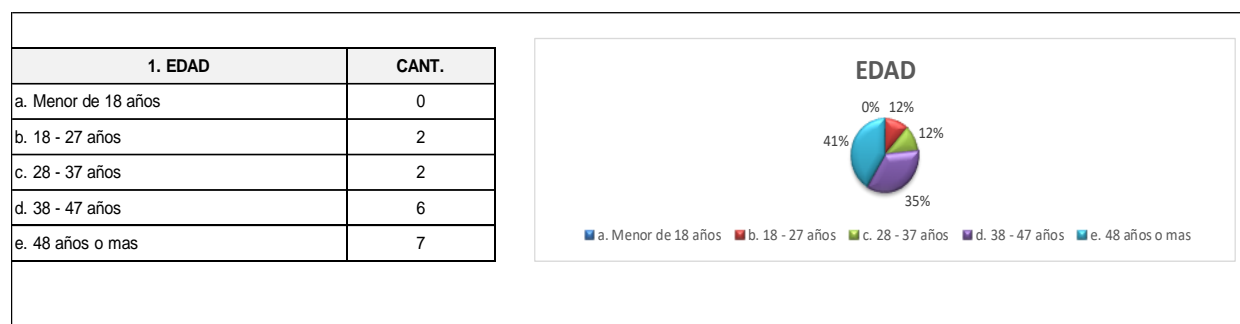 1. EDAD CANT.
a. Menor de 18 años 0
b. 18 - 27 años 2
c. 28 - 37 años 2
d. 38 - 47 años 6
e. 48 años o mas 7
EDAD
0% 12%
41% 12%
35%
a. Menor de 18 años b. 18 - 27 años c. 28 - 37 años d. 38 - 47 años e. 48 años o mas